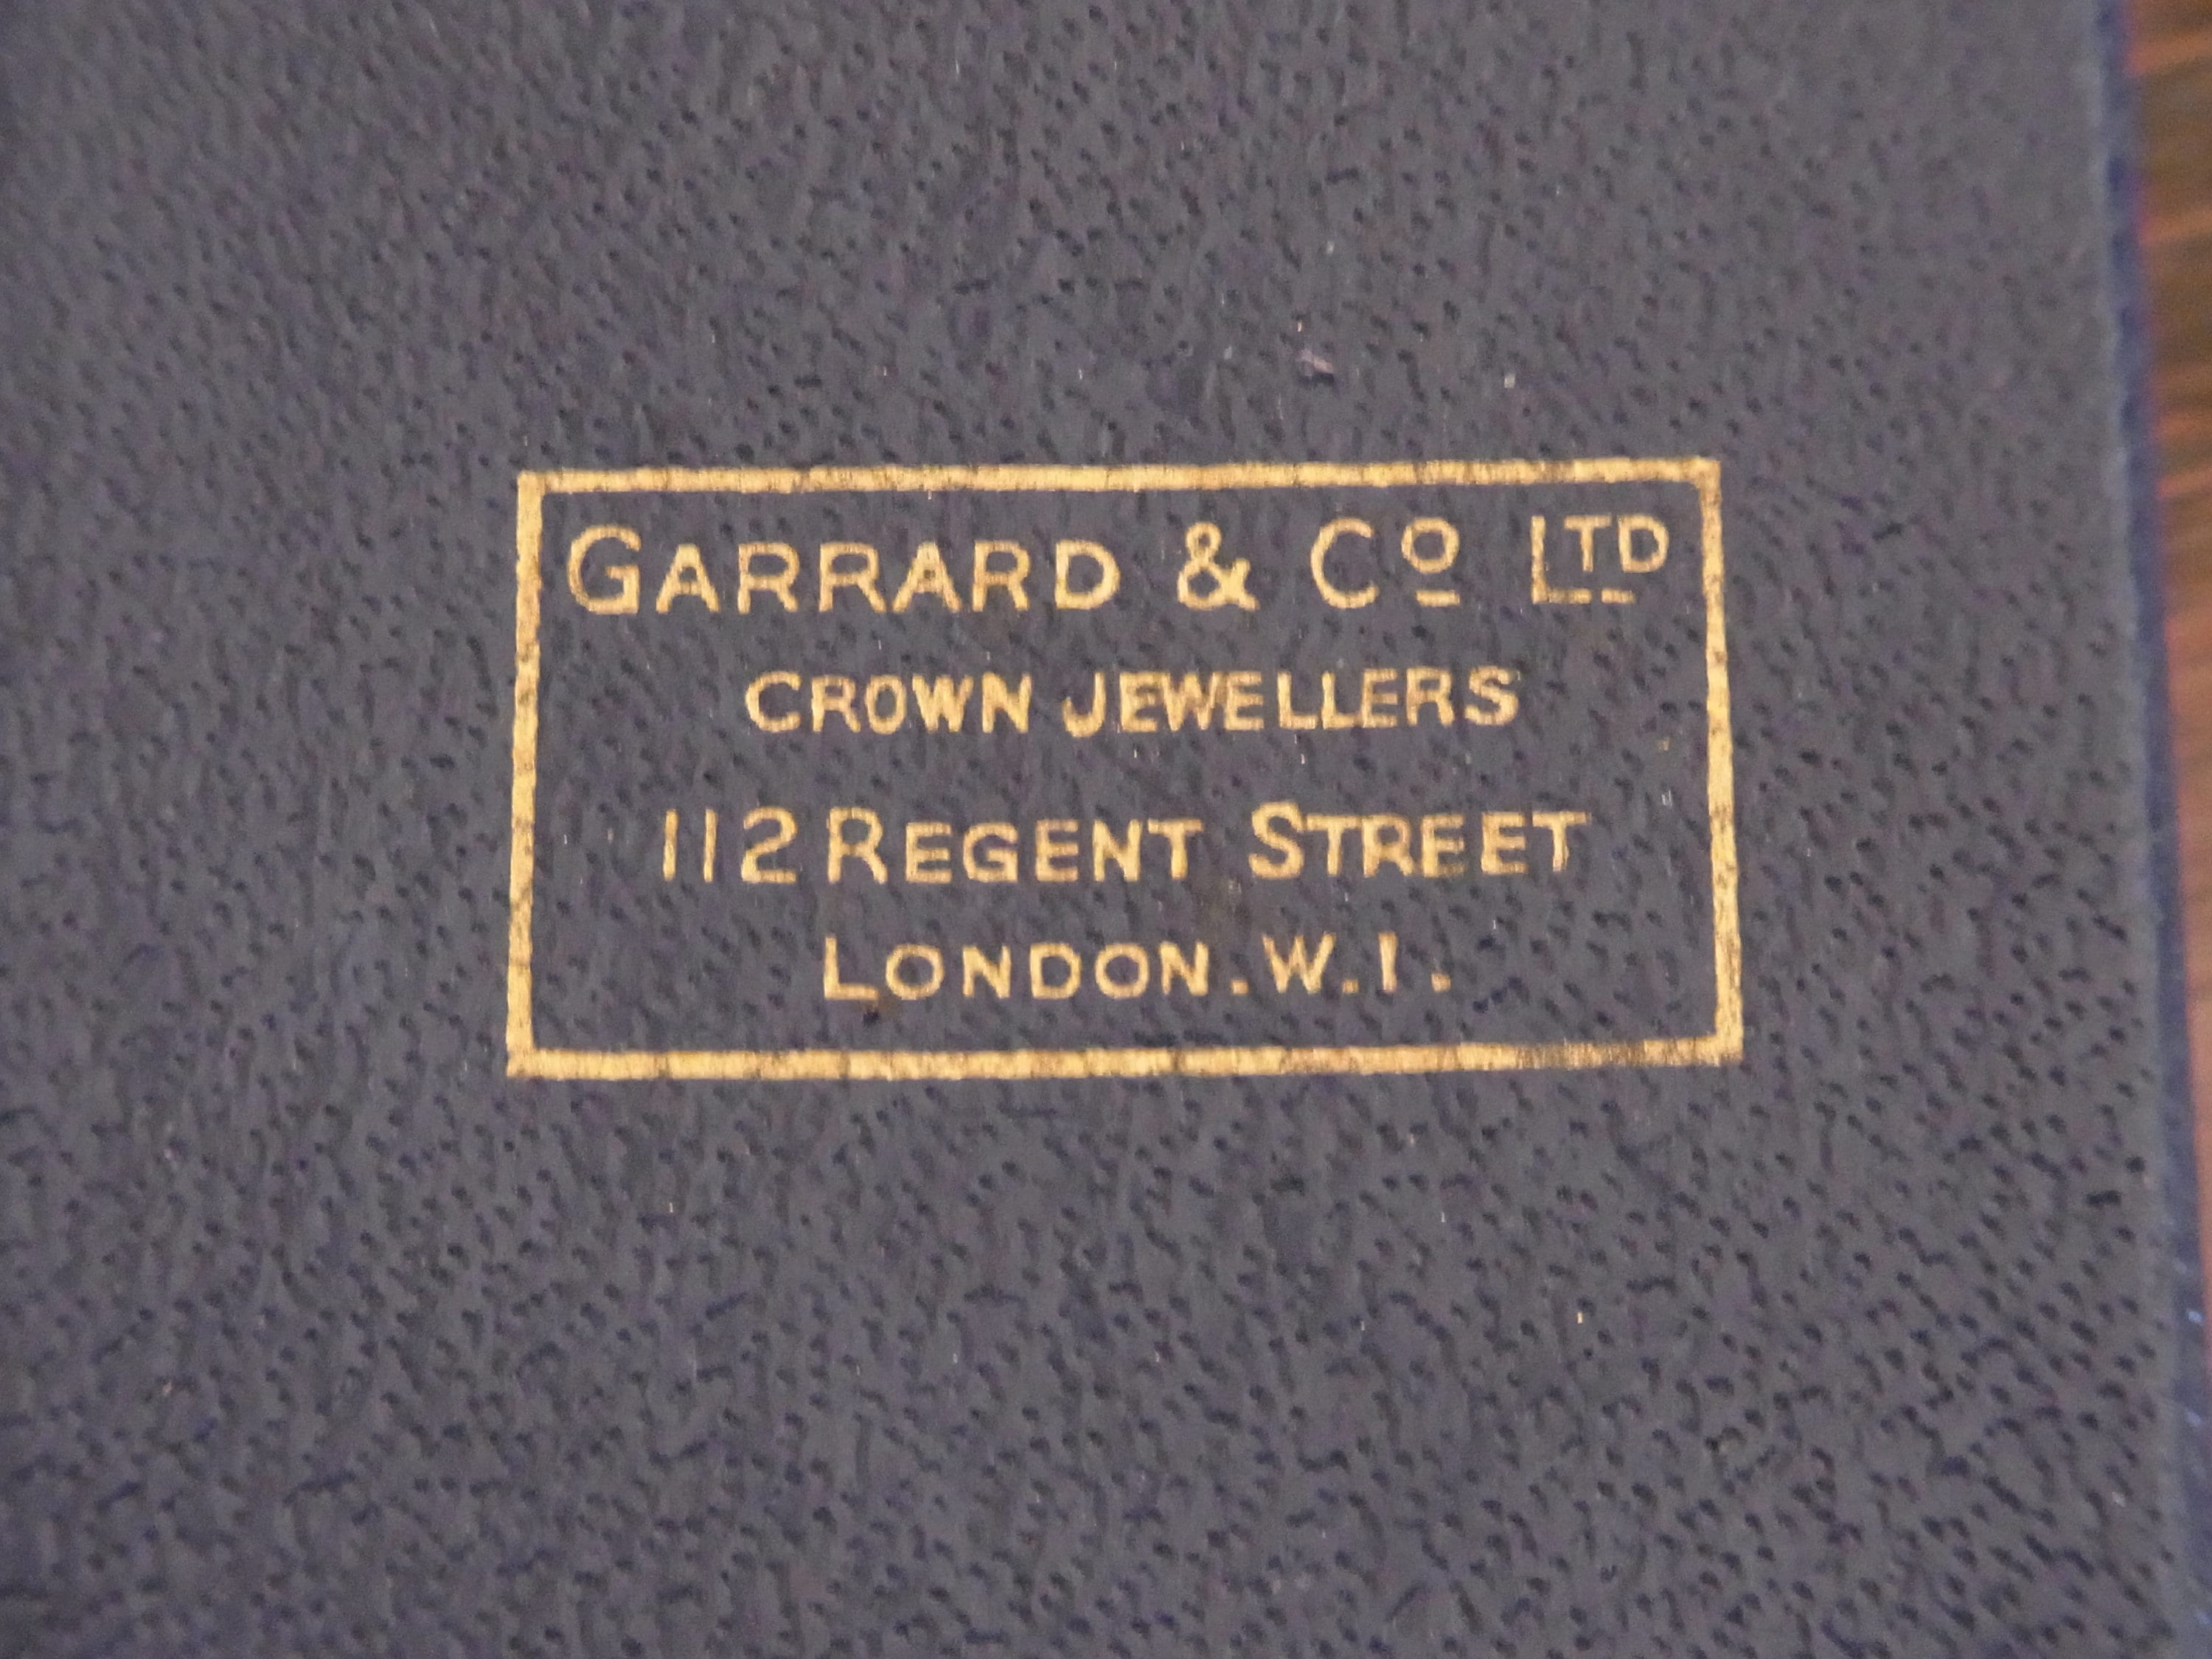 GARRARD & Co LTD
CROWN JEWELLERS
112 REGENT STREET
LONDON.W.1.